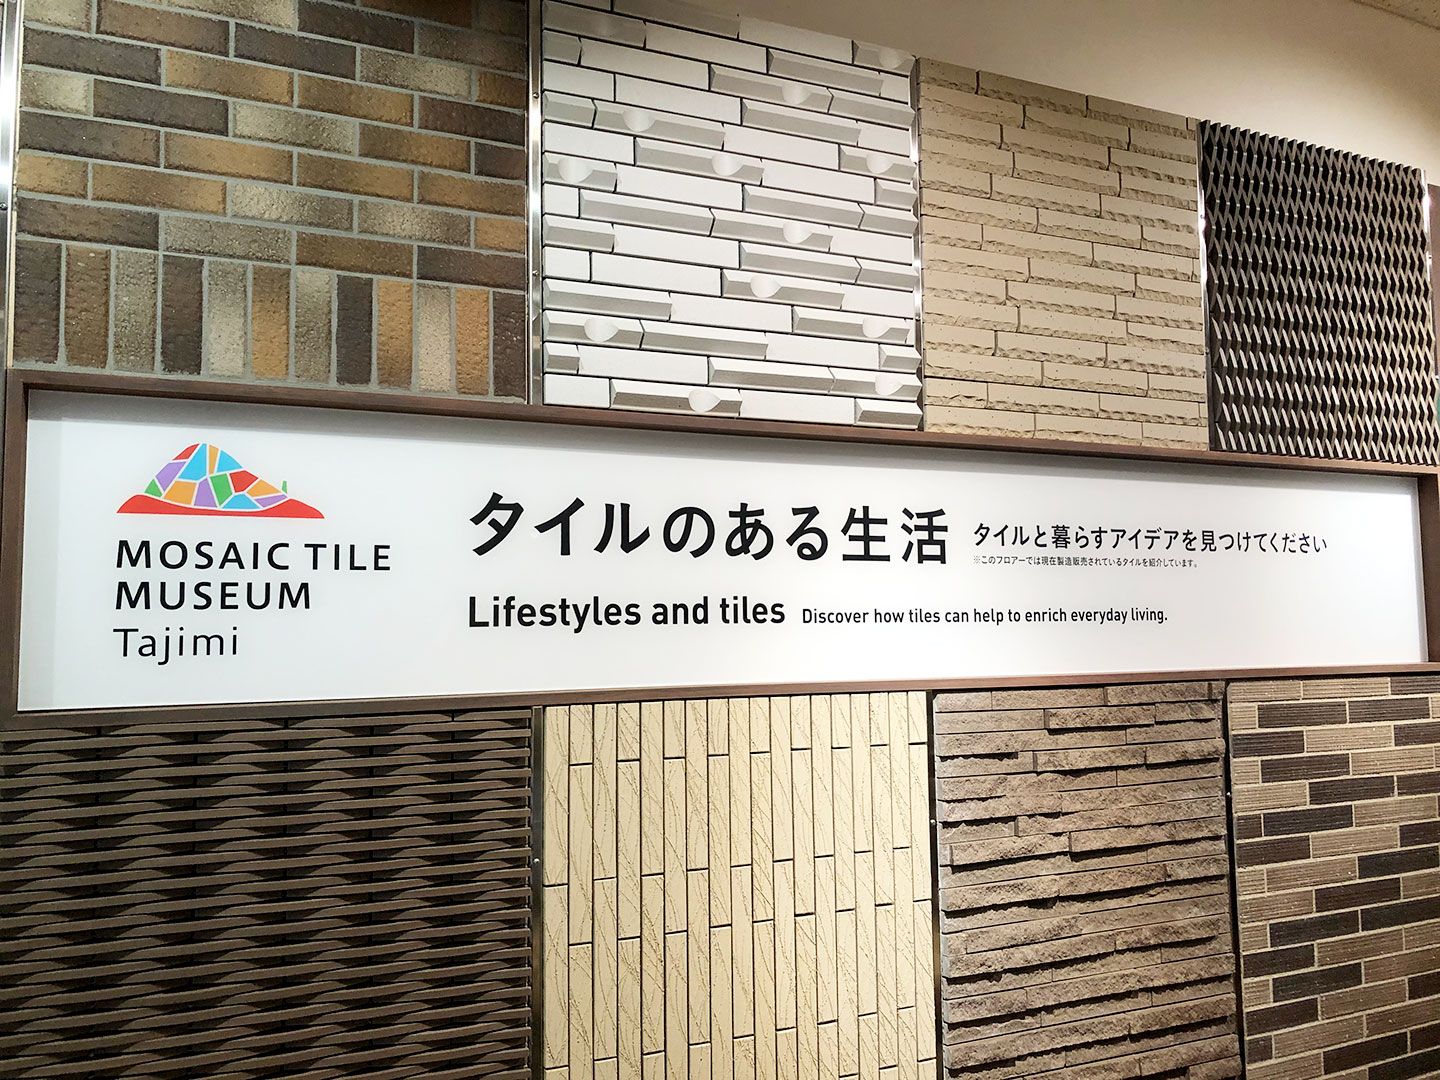 MOSAIC TILE
MUSEUM
Tajimi
タイルのある生活 タイルと暮らすアイデアを見つけてください
※このフロアーでは現在製造販売されているタイルを紹介しています。
Lifestyles and tiles Discover how tiles can help to enrich everyday living.